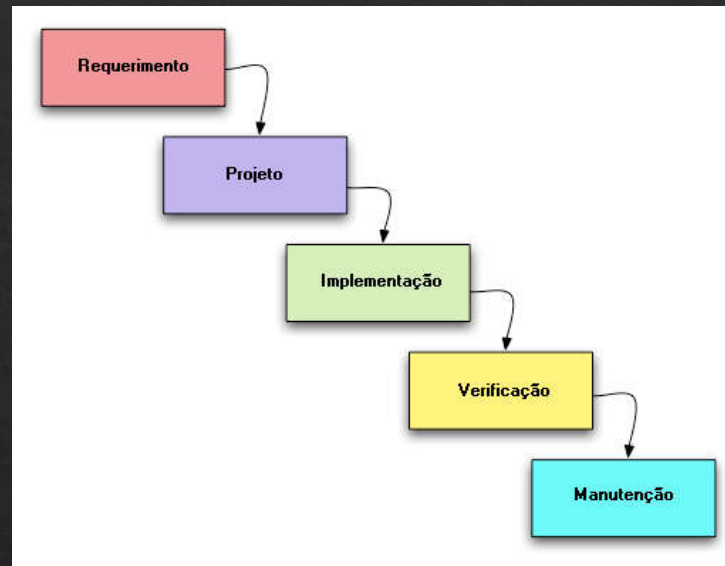 Requerimento
Projeto
Implementação
Verificação
Manutenção